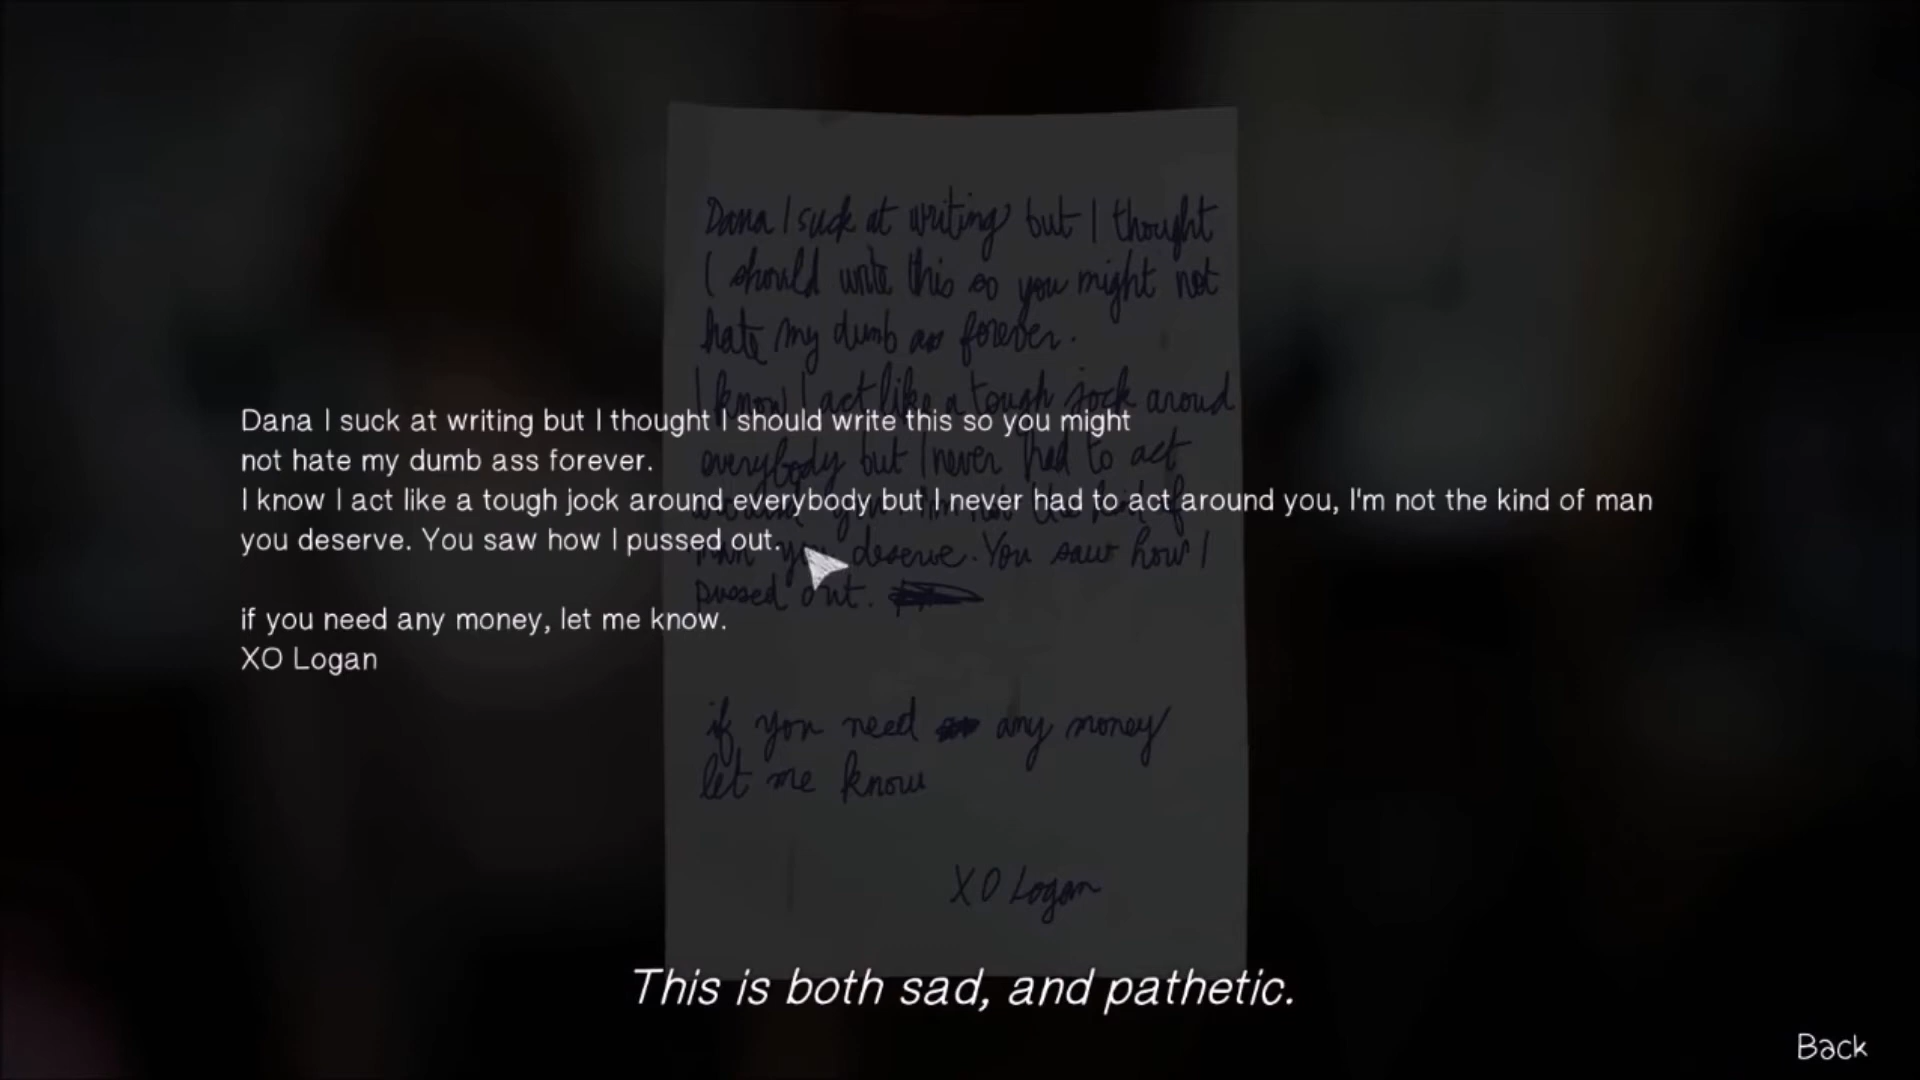 Dana I suck at writing but I thought
I should write this so you might not
hate my dumb ass forever.
I know I act like a tough jock aroud
everybody but I never had to act
around you. I'm not the kind of
man you deserve. You saw how I
pussed out.
if you need any money
let me know
XO Logan
Dana I suck at writing but I thought I should write this so you might
not hate my dumb ass forever.
I know I act like a tough jock around everybody but I never had to act around you, I'm not the kind of man
you deserve. You saw how I pussed out.
if you need any money, let me know.
XO Logan
This is both sad, and pathetic.
Back